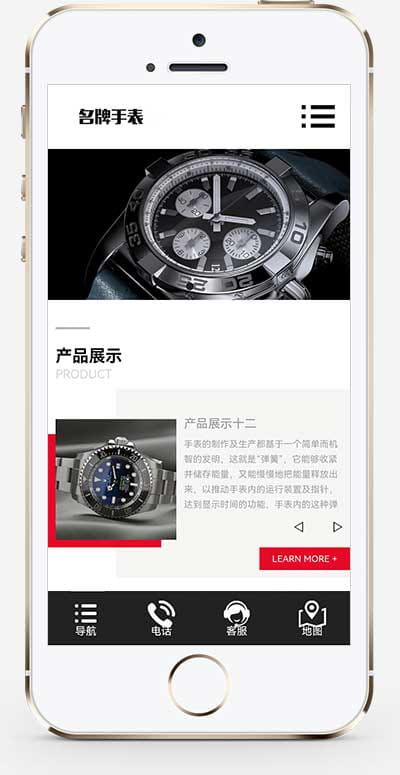 名牌手表
产品展示
PRODUCT
产品展示十二
手表的制作及生产都基于一个简单而机
智的发明，这就是“弹簧”，它能够收紧
并储存能量，又能慢慢地把能量释放出
来，以推动手表内的运行装置及指针，
达到显示时间的功能，手表内的这种弹
LEARN MORE +
导航
电话
客服
地图